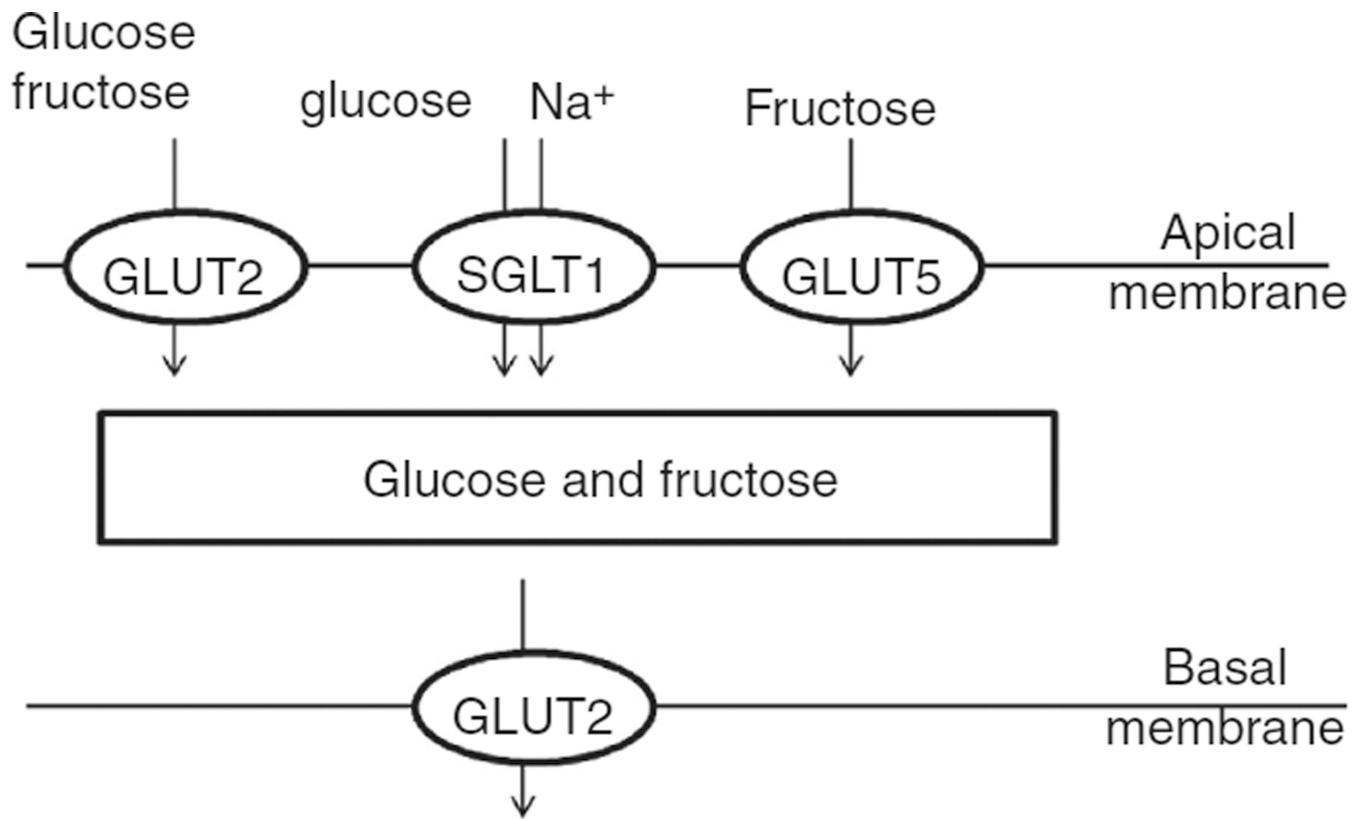 Glucose
fructose
glucose
Na⁺
Fructose
GLUT2
SGLT1
GLUT5
Apical
membrane
Glucose and fructose
GLUT2
Basal
membrane